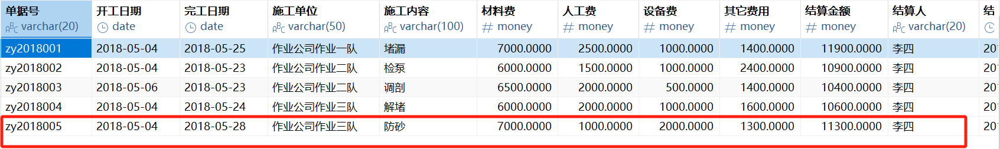 单据号 开工日期 完工日期 施工单位 施工内容 材料费 人工费 设备费 其它费用 结算金额 结算人 结
ABC varchar(20) date date ABC varchar(50) ABC varchar(100) # money # money # money # money # money ABC varchar(20)
zy2018001 2018-05-04 2018-05-25 作业公司作业一队 堵漏 7000.0000 2500.0000 1000.0000 1400.0000 11900.0000 李四 20
zy2018002 2018-05-04 2018-05-23 作业公司作业二队 检泵 6000.0000 1500.0000 1000.0000 2400.0000 10900.0000 李四 20
zy2018003 2018-05-06 2018-05-23 作业公司作业二队 调剖 6500.0000 2000.0000 500.0000 1400.0000 10400.0000 李四 20
zy2018004 2018-05-04 2018-05-24 作业公司作业三队 解堵 6000.0000 2000.0000 1000.0000 1600.0000 10600.0000 李四 20
zy2018005 2018-05-04 2018-05-28 作业公司作业三队 防砂 7000.0000 1000.0000 2000.0000 1300.0000 11300.0000 李四 20